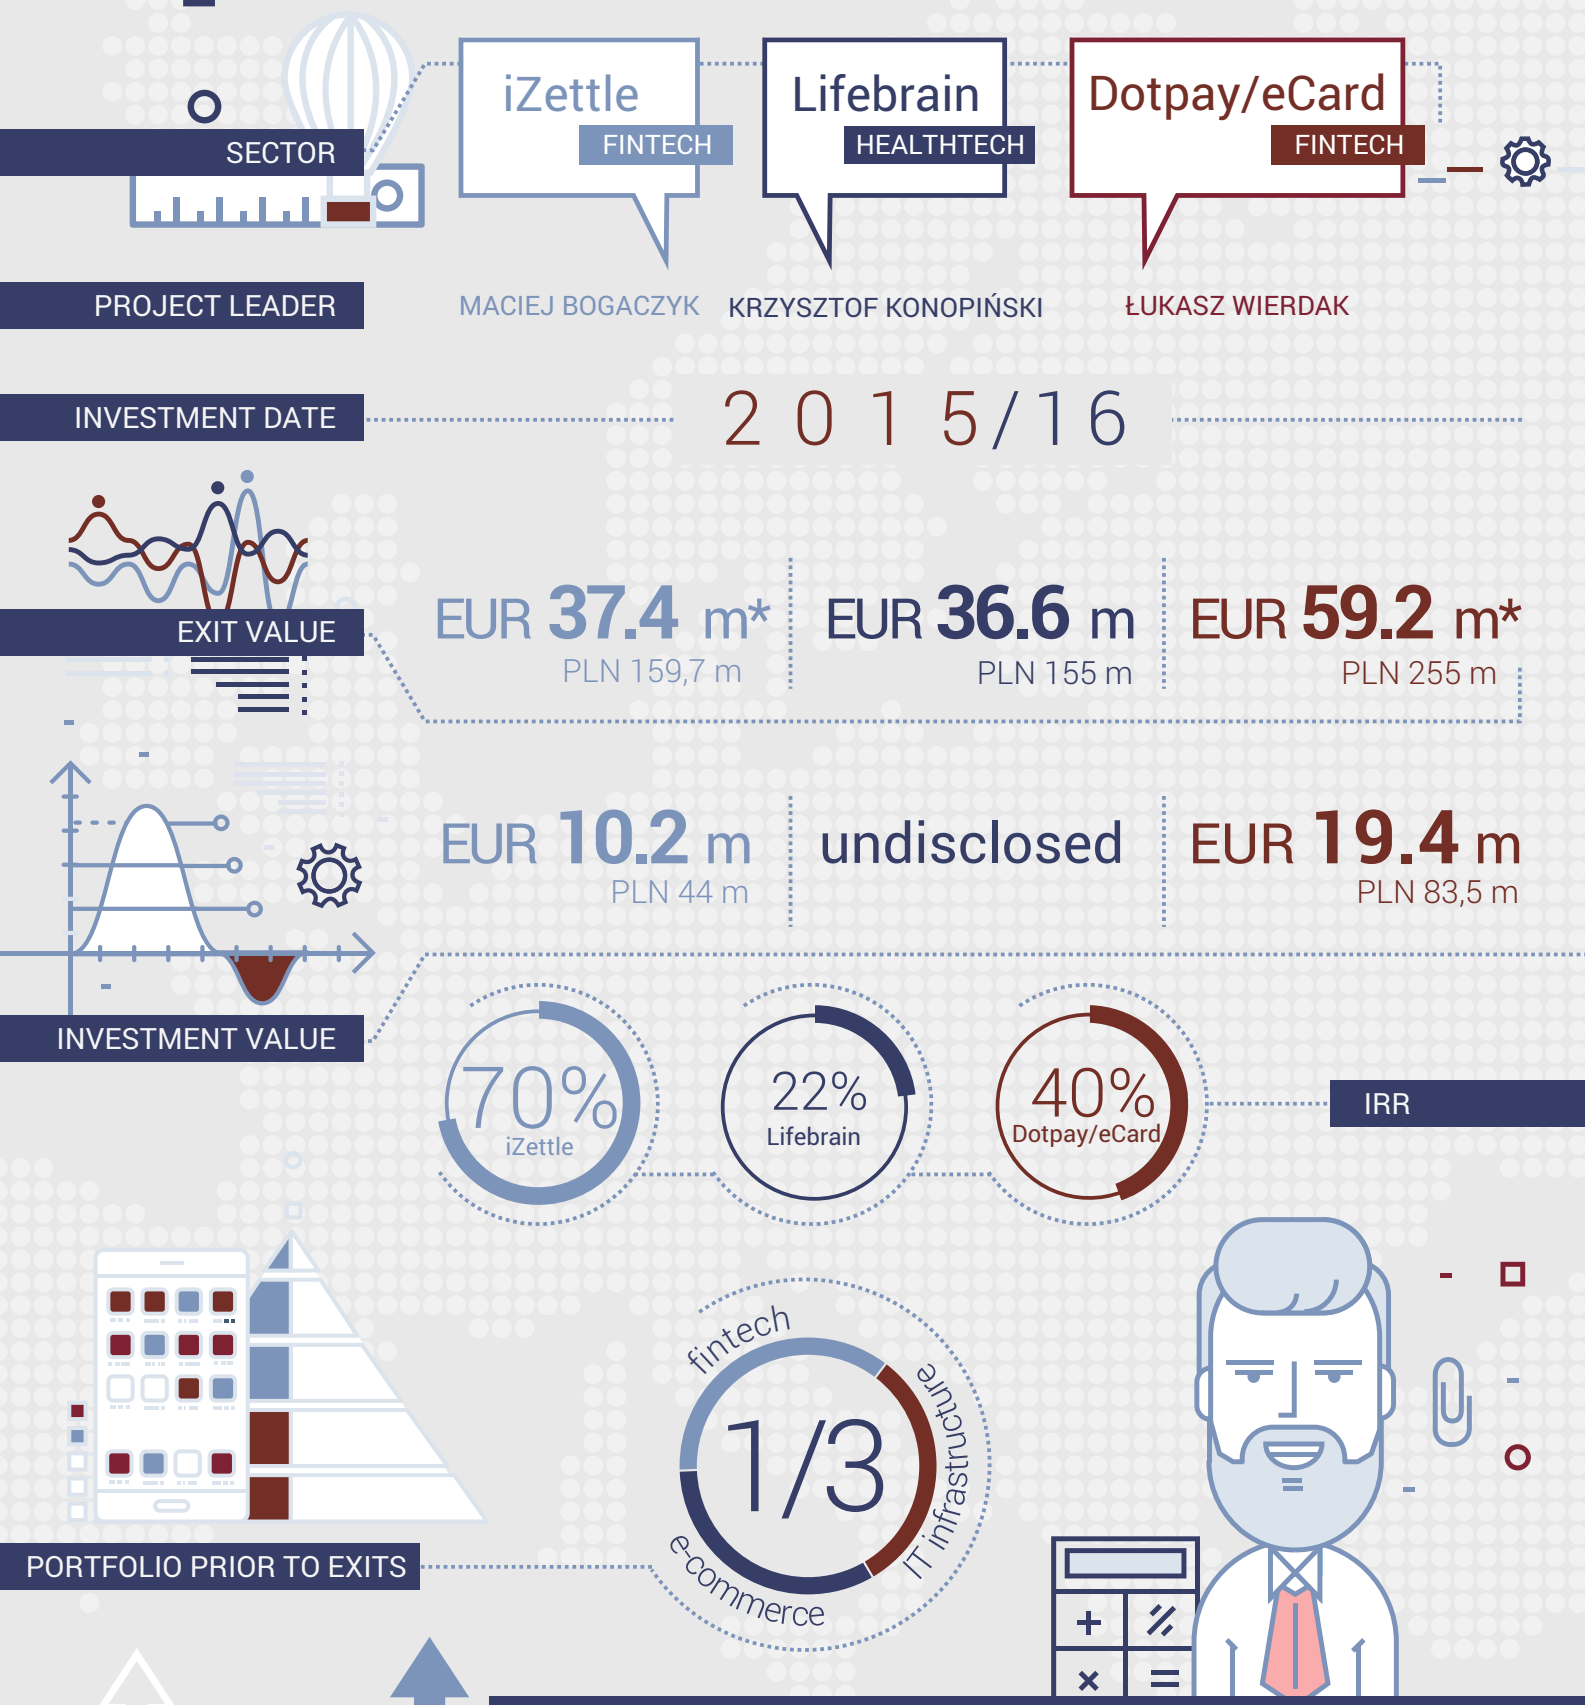 iZettle
FINTECH
Lifebrain
HEALTHTECH
Dotpay/eCard
FINTECH
SECTOR
PROJECT LEADER
MACIEJ BOGACZYK
KRZYSZTOF KONOPIŃSKI
ŁUKASZ WIERDAK
INVESTMENT DATE
2015/16
EXIT VALUE
EUR 37.4 m*
PLN 159,7 m
EUR 36.6 m
PLN 155 m
EUR 59.2 m*
PLN 255 m
EUR 10.2 m
PLN 44 m
undisclosed
EUR 19.4 m
PLN 83,5 m
INVESTMENT VALUE
70%
iZettle
22%
Lifebrain
40%
Dotpay/eCard
IRR
fintech
IT infrastructure
e-commerce
1/3
PORTFOLIO PRIOR TO EXITS
+ %
× =